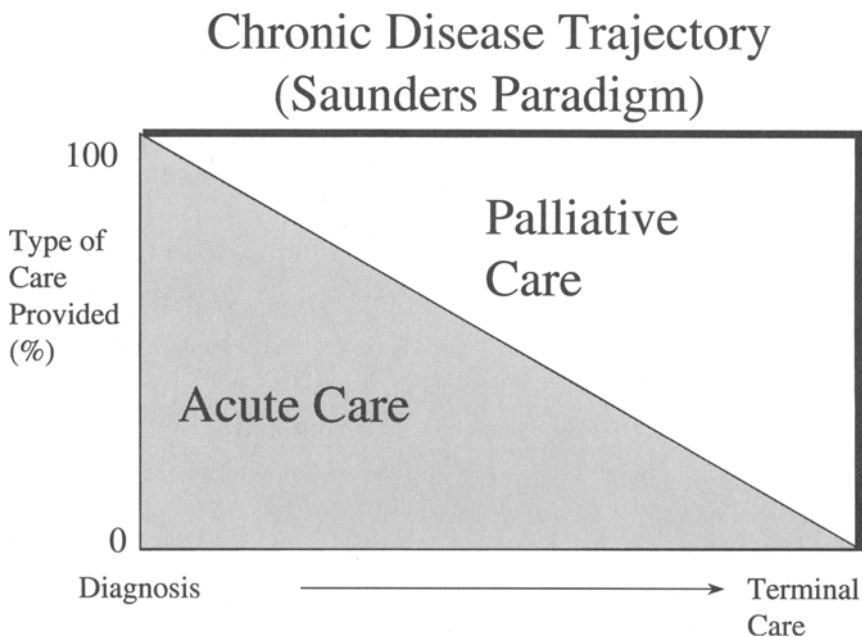 Chronic Disease Trajectory
(Saunders Paradigm)
100
Type of
Care
Provided
(%)
Palliative
Care
Acute Care
0
Diagnosis
Terminal
Care